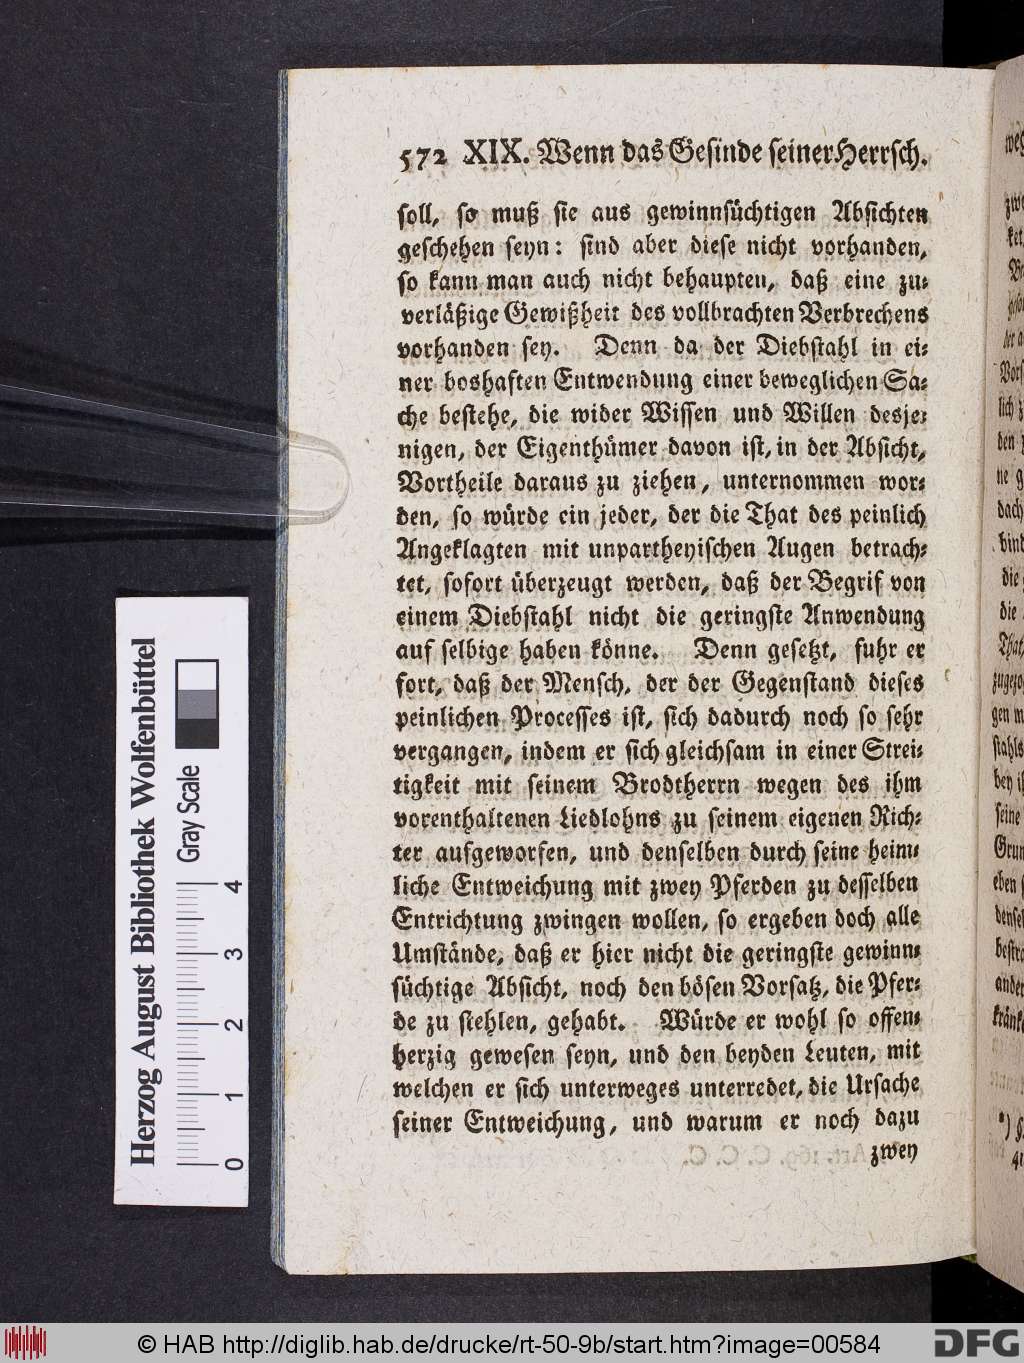 572 XIX. Wenn das Gesinde seiner Herrsch.
soll, so muß sie aus gewinnsüchtigen Absichten
geschehen seyn: sind aber diese nicht vorhanden,
so kann man auch nicht behaupten, daß eine zu-
verläßige Gewißheit des vollbrachten Verbrechens
vorhanden sey. Denn da der Diebstahl in ei-
ner boshaften Entwendung einer beweglichen Sa-
che bestehe, die wider Wissen und Willen desje-
nigen, der Eigenthümer davon ist, in der Absicht,
Vortheile daraus zu ziehen, unternommen wor-
den, so würde ein jeder, der die That des peinlich
Angeklagten mit unpartheyischen Augen betrach-
tet, sofort überzeugt werden, daß der Begrif von
einem Diebstahl nicht die geringste Anwendung
auf selbige haben könne. Denn gesetzt, fuhr er
fort, daß der Mensch, der der Gegenstand dieses
peinlichen Processes ist, sich dadurch noch so sehr
vergangen, indem er sich gleichsam in einer Strei-
tigkeit mit seinem Brodtherrn wegen des ihm
vorenthaltenen Liedlohns zu seinem eigenen Rich-
ter aufgeworfen, und denselben durch seine heim-
liche Entweichung mit zwey Pferden zu desselben
Entrichtung zwingen wollen, so ergeben doch alle
Umstände, daß er hier nicht die geringste gewinn-
süchtige Absicht, noch den bösen Vorsatz, die Pfer-
de zu stehlen, gehabt. Würde er wohl so offen-
herzig gewesen seyn, und den beyden Leuten, mit
welchen er sich unterweges unterredet, die Ursache
seiner Entweichung, und warum er noch dazu
zwey
Herzog August Bibliothek Wolfenbüttel
Gray Scale
0 1 2 3 4
© HAB http://diglib.hab.de/drucke/rt-50-9b/start.htm?image=00584
DFG